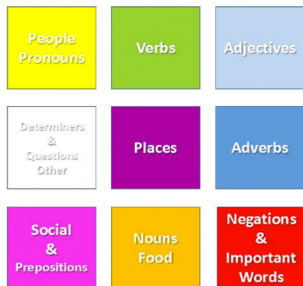 People
Pronouns
Verbs
Adjectives
Determiners
&
Questions
Other
Places
Adverbs
Social
&
Prepositions
Nouns
Food
Negations
&
Important
Words